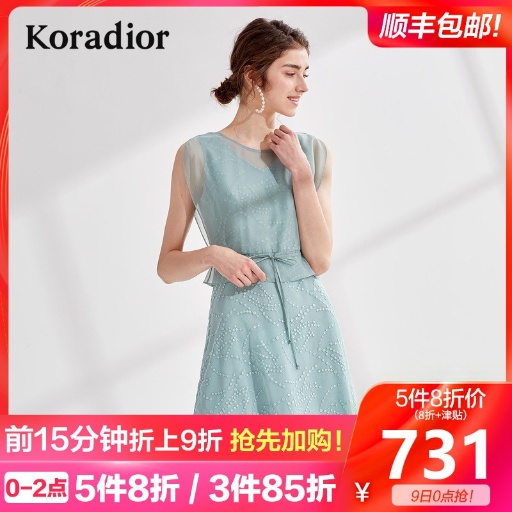 Koradior
顺丰包邮!
5件8折价
(8折+津贴)
前15分钟折上9折 抢先加购!
¥ 731
0-2点 5件8折 / 3件85折
9日0点抢!